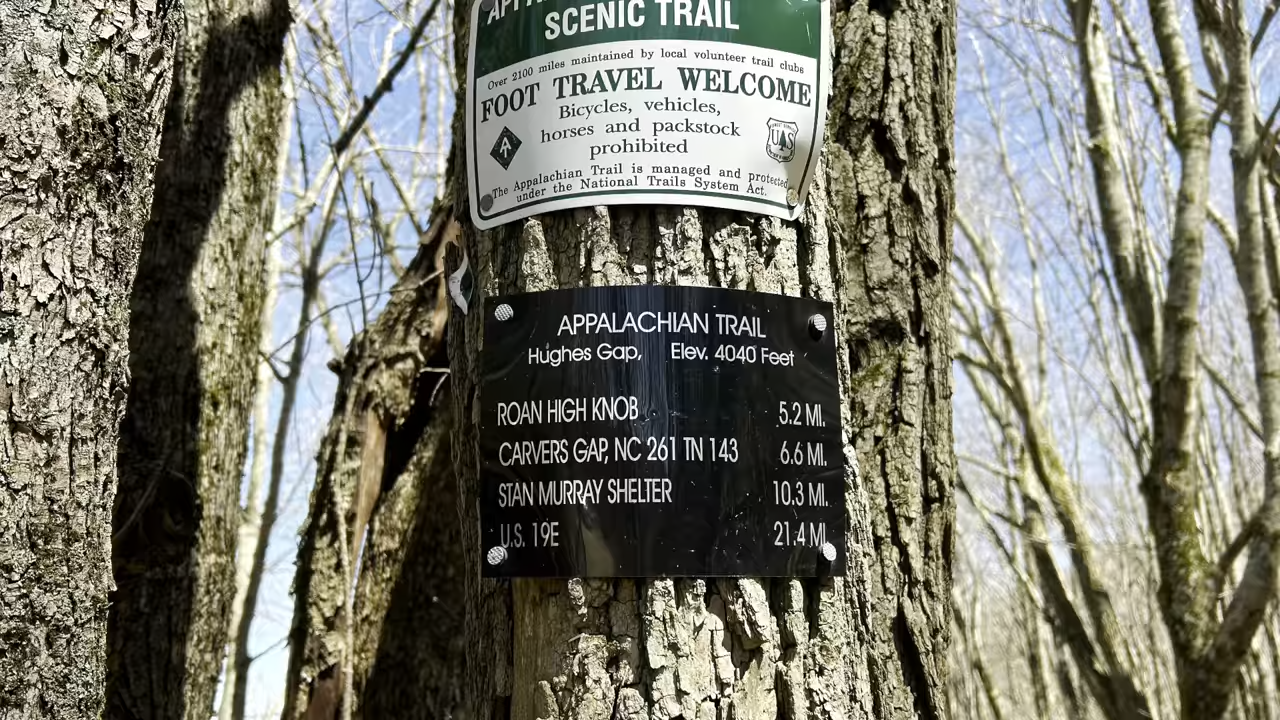 SCENIC TRAIL
Over 2100 miles maintained by local volunteer trail clubs
FOOT TRAVEL WELCOME
Bicycles, vehicles,
horses and packstock
prohibited
UAS
The Appalachian Trail is managed and protected
under the National Trails System Act.
APPALACHIAN TRAIL
Hughes Gap, Elev. 4040 Feet
ROAN HIGH KNOB 5.2 MI.
CARVERS GAP, NC 261 TN 143 6.6 MI.
STAN MURRAY SHELTER 10.3 MI.
U.S. 19E 21.4 MI.